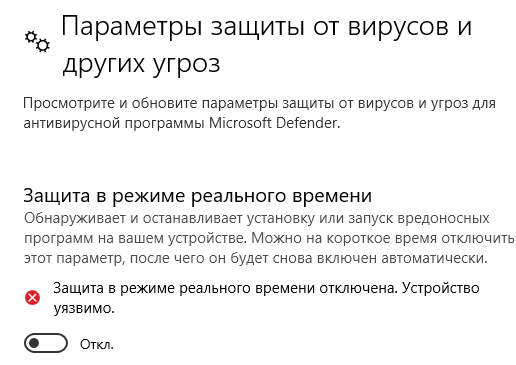 Параметры защиты от вирусов и
других угроз
Просмотрите и обновите параметры защиты от вирусов и угроз для
антивирусной программы Microsoft Defender.
Защита в режиме реального времени
Обнаруживает и останавливает установку или запуск вредоносных
программ на вашем устройстве. Можно на короткое время отключить
этот параметр, после чего он будет снова включен автоматически.
Защита в режиме реального времени отключена. Устройство
уязвимо.
Откл.